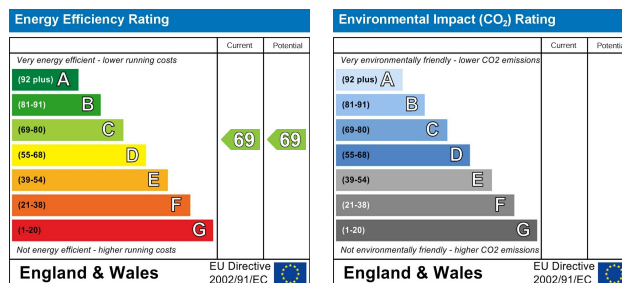 Energy Efficiency Rating
Current Potential
Very energy efficient - lower running costs
(92 plus) A
(81-91) B
(69-80) C
69 69
(55-68) D
(39-54) E
(21-38) F
(1-20) G
Not energy efficient - higher running costs
England & Wales
EU Directive
2002/91/EC
Environmental Impact (CO2) Rating
Current Potentia
Very environmentally friendly - lower CO2 emissions
(92 plus) A
(81-91) B
(69-80) C
(55-68) D
(39-54) E
(21-38) F
(1-20) G
Not environmentally friendly - higher CO2 emissions
England & Wales
EU Directive
2002/91/EC